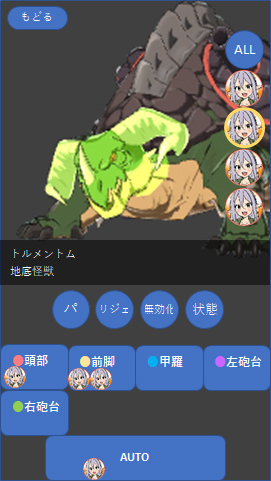 もどる
ALL
トルメントム
地底怪獣
パ
リジェ
無効化
状態
頭部
前脚
甲羅
左砲台
右砲台
AUTO